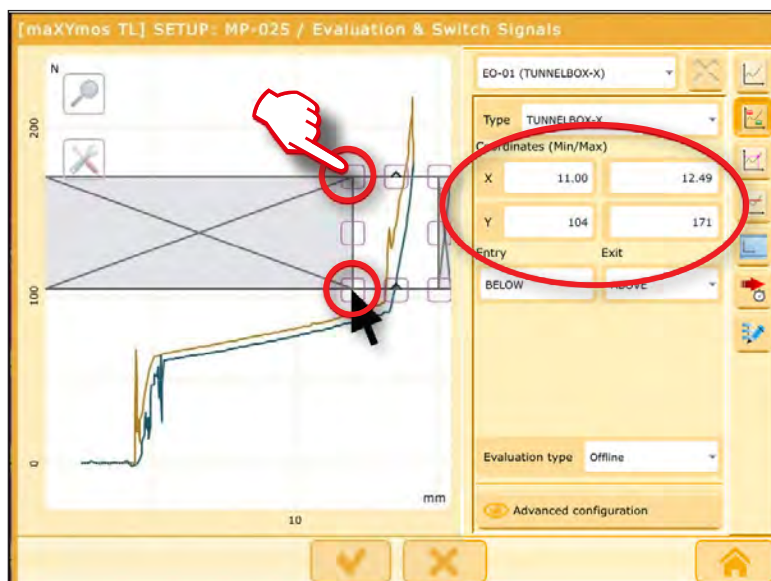 [maXYmos TL] SETUP: MP-025 / Evaluation & Switch Signals
N
200
100
0
10
mm
EO-01 (TUNNELBOX-X)
Type TUNNELBOX-X
Coordinates (Min/Max)
X 11.00 12.49
Y 104 171
Entry Exit
BELOW ABOVE
Evaluation type Offline
Advanced configuration